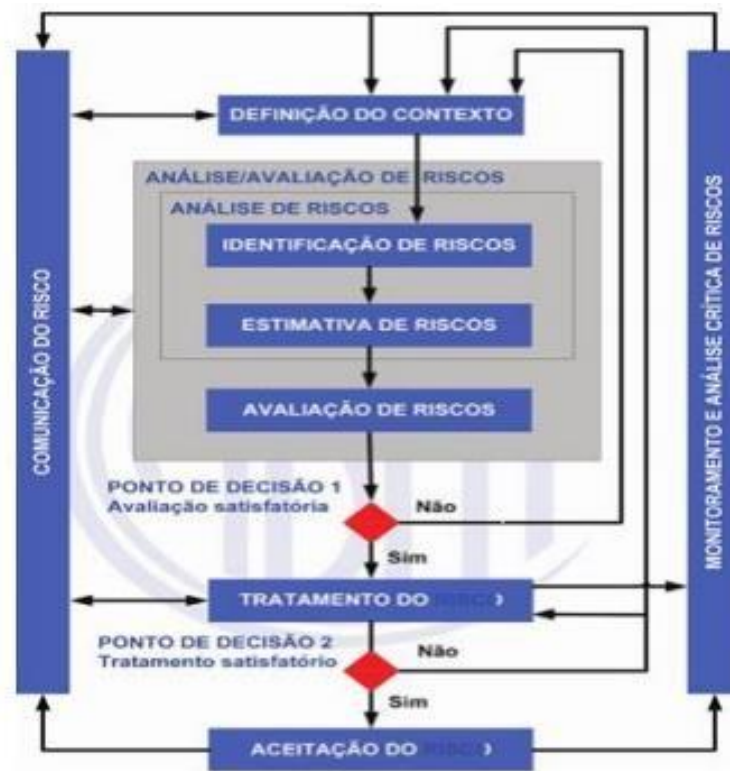 DEFINIÇÃO DO CONTEXTO
ANÁLISE/AVALIAÇÃO DE RISCOS
ANÁLISE DE RISCOS
IDENTIFICAÇÃO DE RISCOS
ESTIMATIVA DE RISCOS
AVALIAÇÃO DE RISCOS
COMUNICAÇÃO DO RISCO
MONITORAMENTO E ANÁLISE CRÍTICA DE RISCOS
PONTO DE DECISÃO 1
Avaliação satisfatória
Não
Sim
TRATAMENTO DO RISCO
PONTO DE DECISÃO 2
Tratamento satisfatório
Não
Sim
ACEITAÇÃO DO RISCO